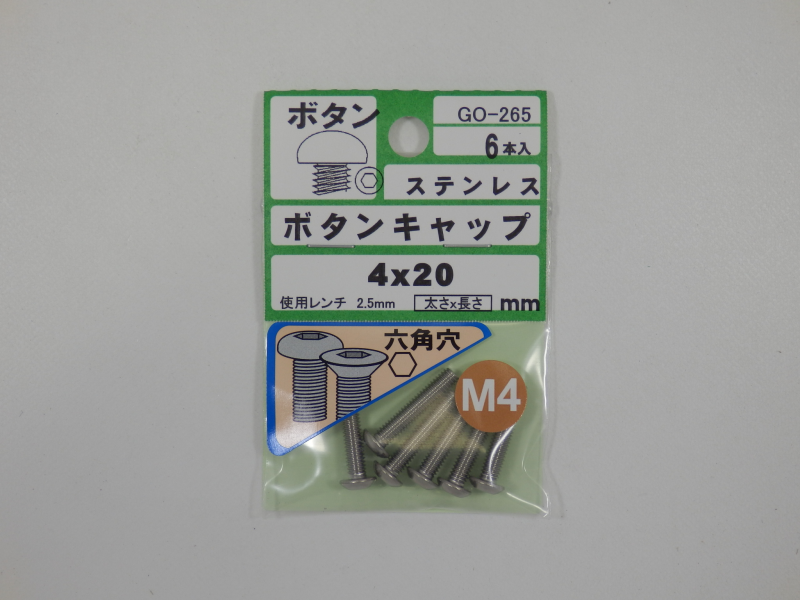 ボタン
GO-265
6本入
ステンレス
ボタンキャップ
4x20
使用レンチ 2.5mm 太さx長さ mm
六角穴
M4